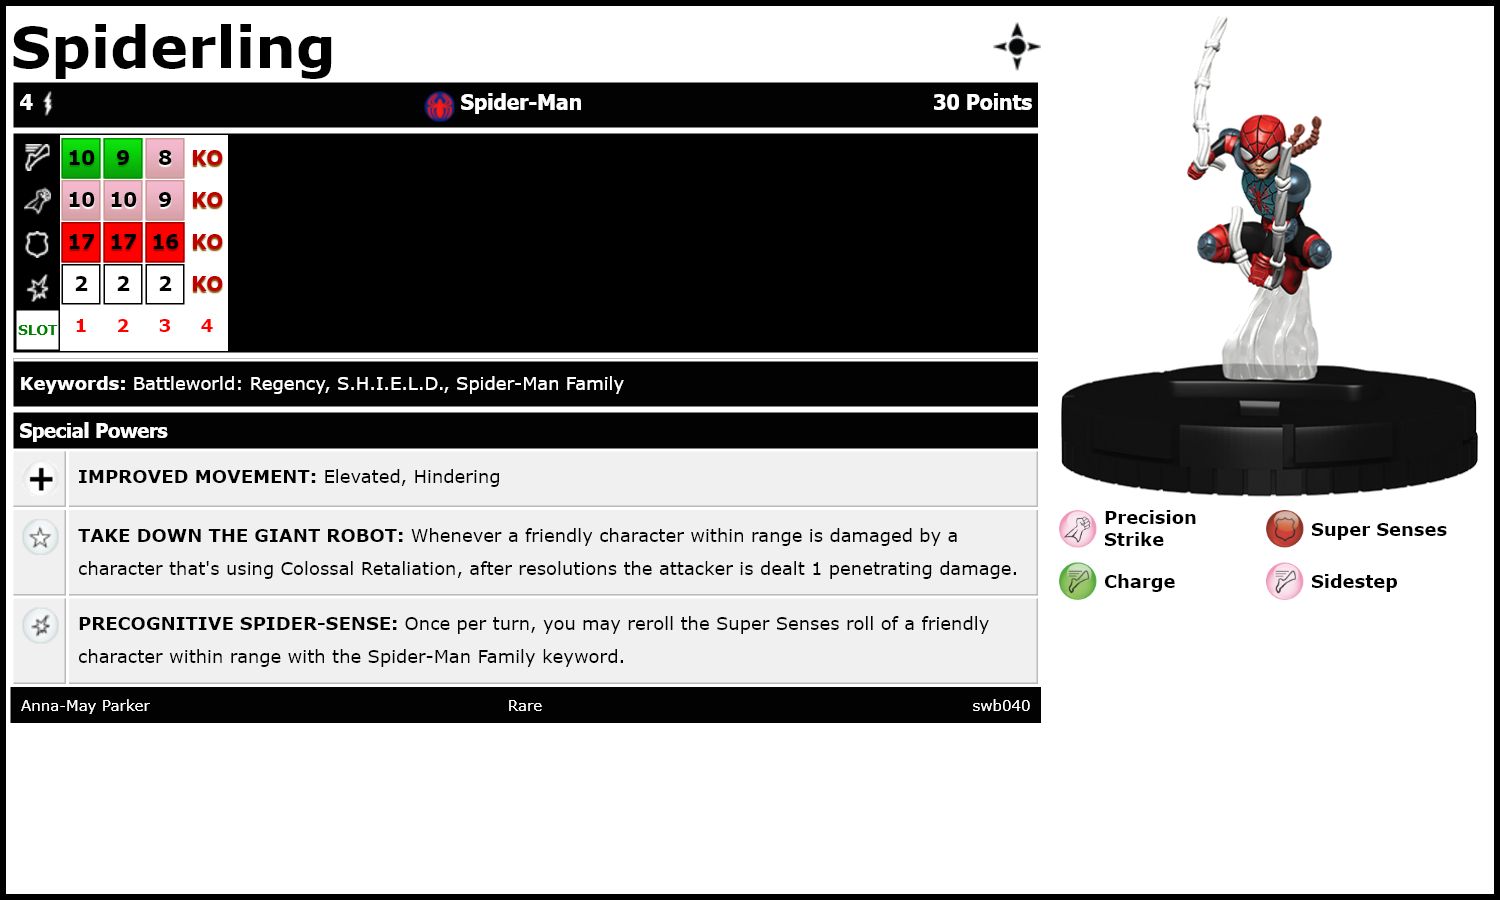 Spiderling
4 Spider-Man 30 Points
10 9 8 KO
10 10 9 KO
17 17 16 KO
2 2 2 KO
SLOT 1 2 3 4
Keywords: Battleworld: Regency, S.H.I.E.L.D., Spider-Man Family
Special Powers
IMPROVED MOVEMENT: Elevated, Hindering
TAKE DOWN THE GIANT ROBOT: Whenever a friendly character within range is damaged by a
character that's using Colossal Retaliation, after resolutions the attacker is dealt 1 penetrating damage.
PRECOGNITIVE SPIDER-SENSE: Once per turn, you may reroll the Super Senses roll of a friendly
character within range with the Spider-Man Family keyword.
Anna-May Parker Rare swb040
Precision
Strike
Super Senses
Charge
Sidestep